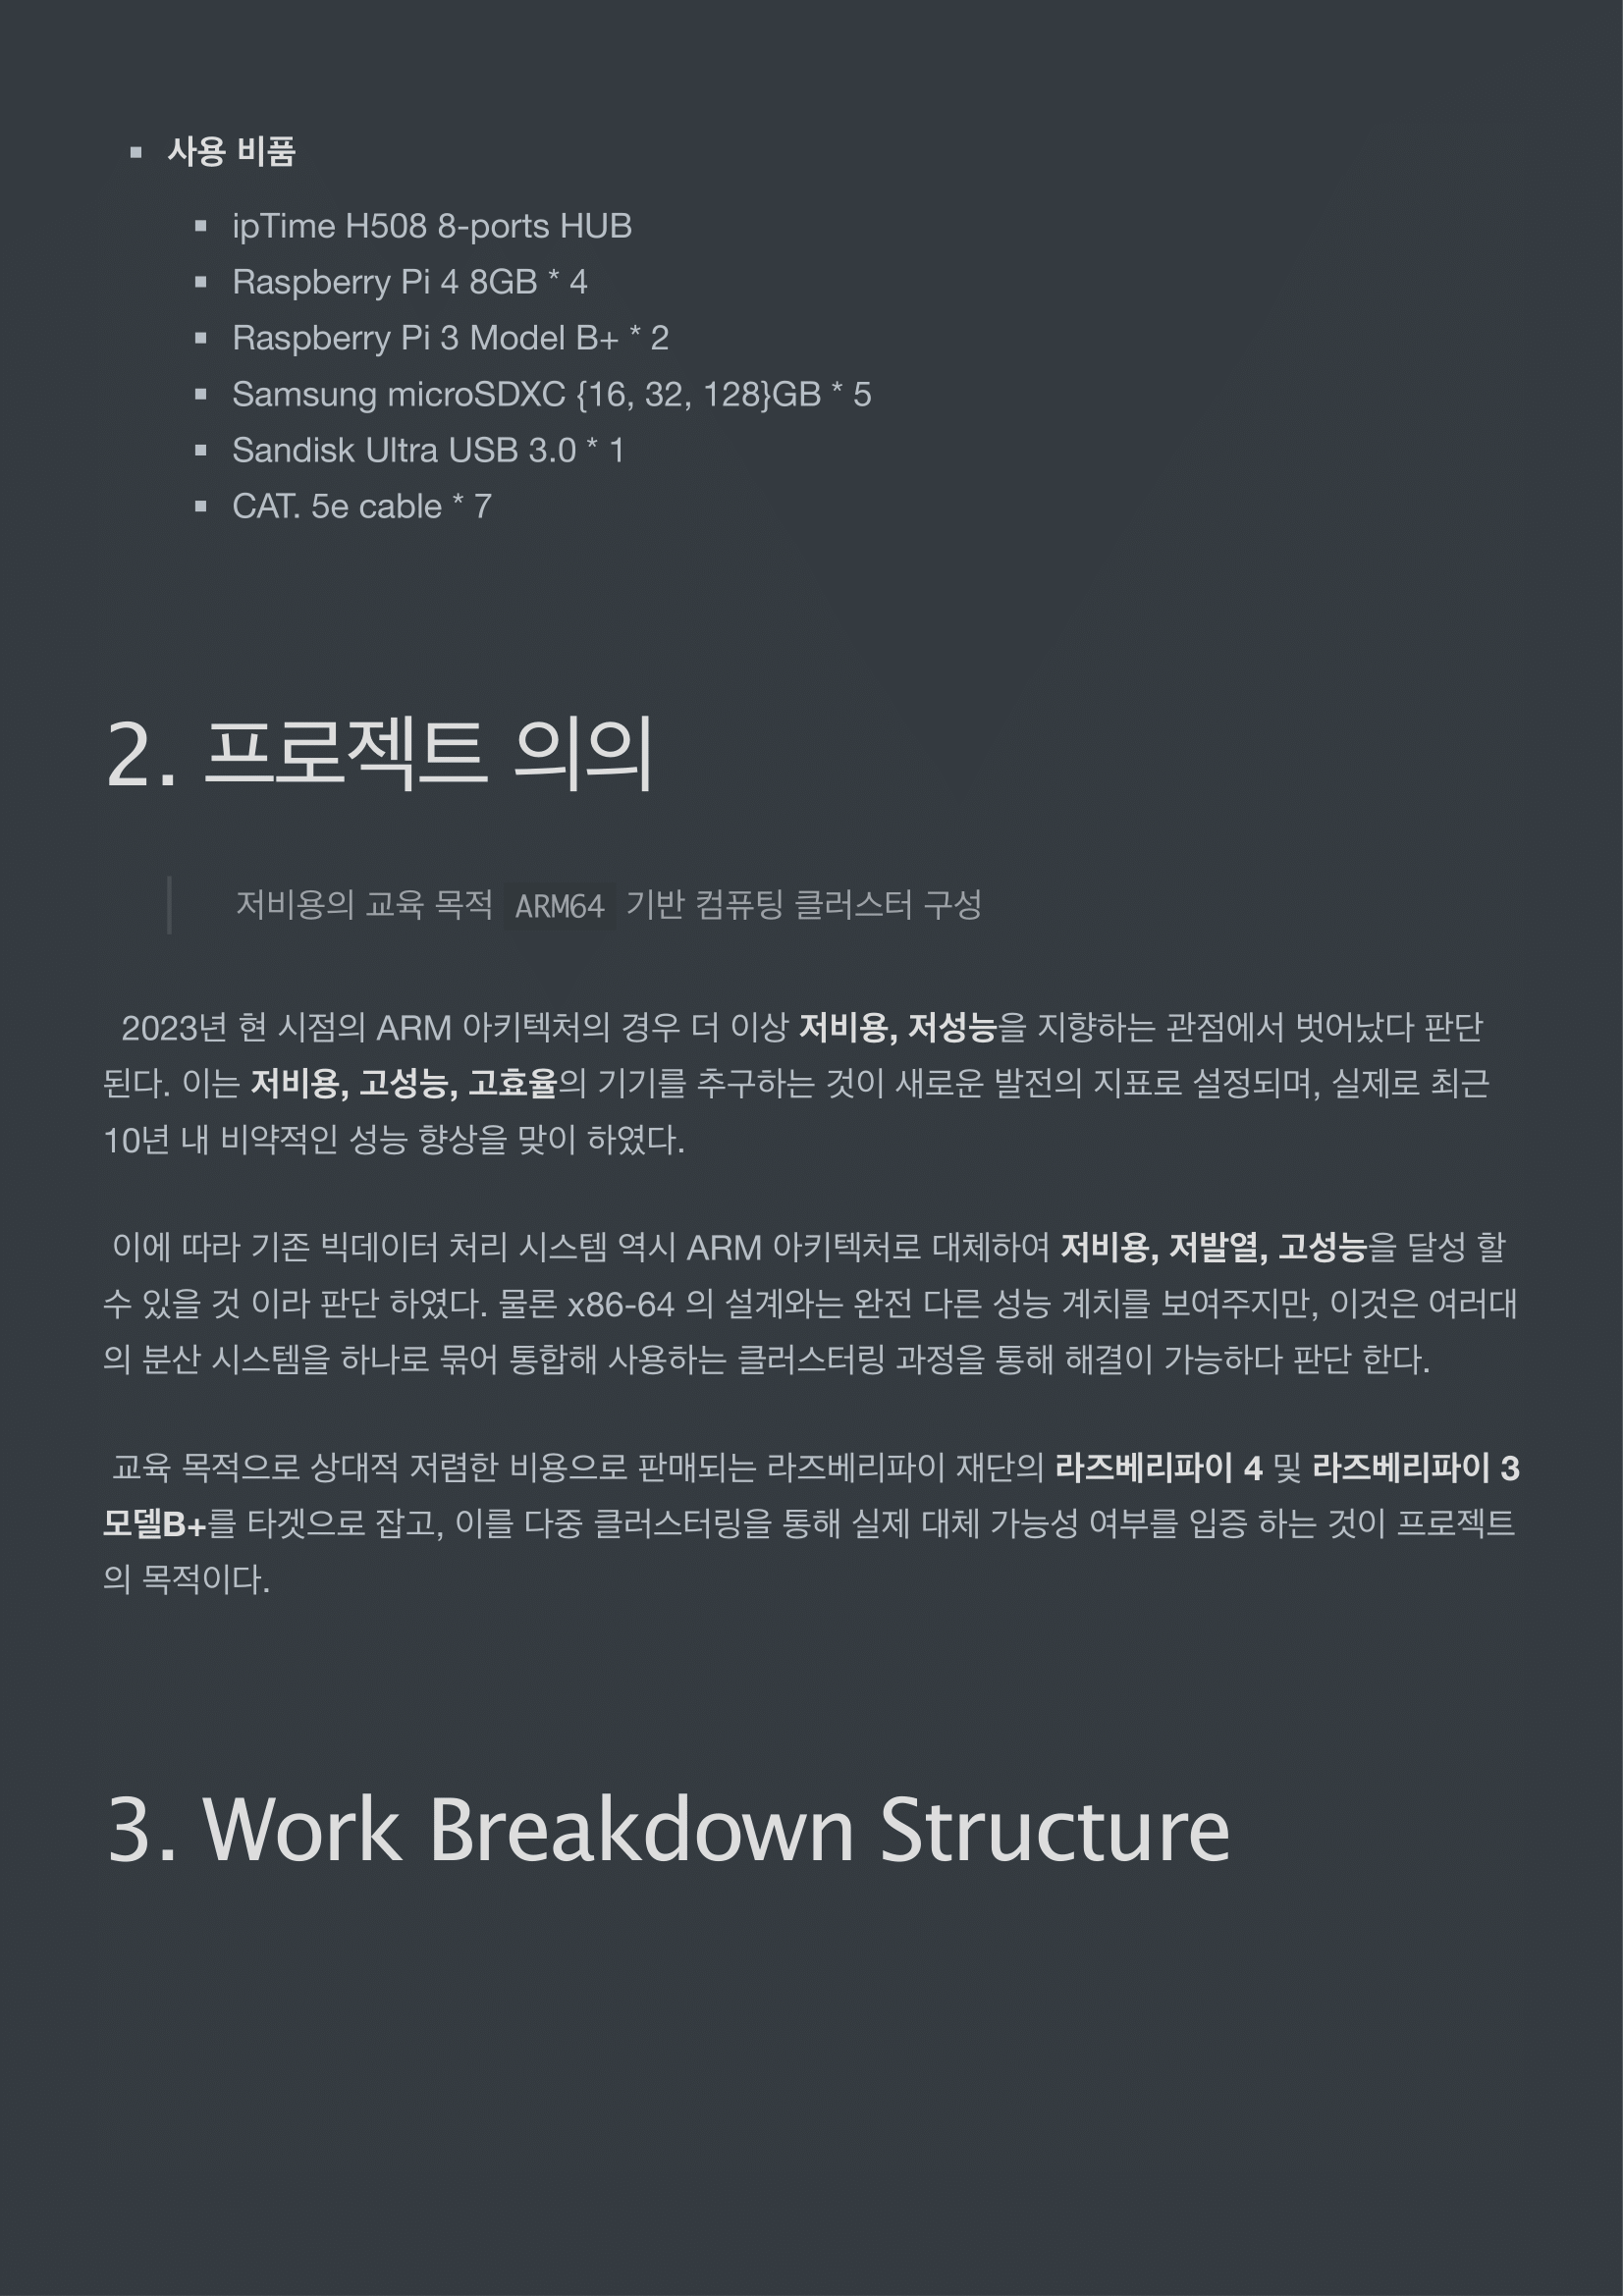 사용 비품
ipTime H508 8-ports HUB
Raspberry Pi 4 8GB * 4
Raspberry Pi 3 Model B+ * 2
Samsung microSDXC {16, 32, 128}GB * 5
Sandisk Ultra USB 3.0 * 1
CAT. 5e cable * 7
2. 프로젝트 의의
저비용의 교육 목적 ARM64 기반 컴퓨팅 클러스터 구성
2023년 현 시점의 ARM 아키텍처의 경우 더 이상 저비용, 저성능을 지향하는 관점에서 벗어났다 판단
된다. 이는 저비용, 고성능, 고효율의 기기를 추구하는 것이 새로운 발전의 지표로 설정되며, 실제로 최근
10년 내 비약적인 성능 향상을 맞이 하였다.
이에 따라 기존 빅데이터 처리 시스템 역시 ARM 아키텍처로 대체하여 저비용, 저발열, 고성능을 달성 할
수 있을 것 이라 판단 하였다. 물론 x86-64 의 설계와는 완전 다른 성능 계치를 보여주지만, 이것은 여러대
의 분산 시스템을 하나로 묶어 통합해 사용하는 클러스터링 과정을 통해 해결이 가능하다 판단 한다.
교육 목적으로 상대적 저렴한 비용으로 판매되는 라즈베리파이 재단의 라즈베리파이 4 및 라즈베리파이 3
모델B+를 타겟으로 잡고, 이를 다중 클러스터링을 통해 실제 대체 가능성 여부를 입증 하는 것이 프로젝트
의 목적이다.
3. Work Breakdown Structure